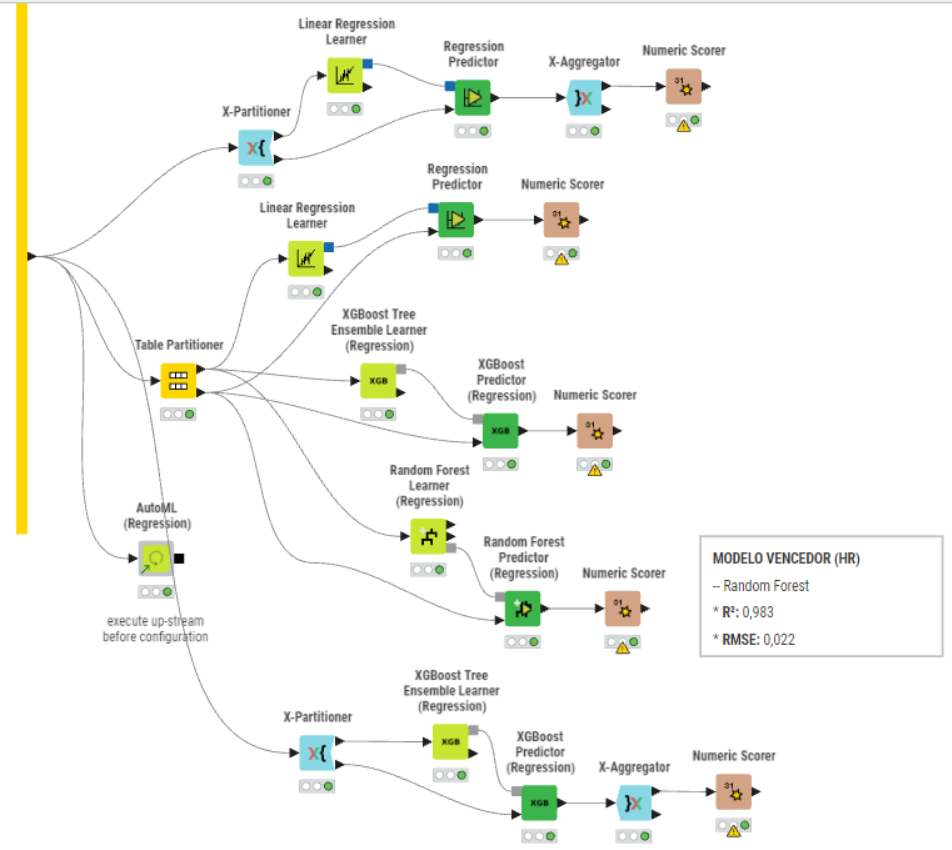 Linear Regression
Learner
Regression
Predictor
X-Aggregator
Numeric Scorer
X-Partitioner
Regression
Predictor
Numeric Scorer
Linear Regression
Learner
XGBoost Tree
Ensemble Learner
(Regression)
Table Partitioner
XGB
XGBoost
Predictor
(Regression)
XGB
Numeric Scorer
Random Forest
Learner
(Regression)
AutoML
(Regression)
execute up-stream
before configuration
Random Forest
Predictor
(Regression)
Numeric Scorer
MODELO VENCEDOR (HR)
-- Random Forest
* R²: 0,983
* RMSE: 0,022
XGBoost Tree
Ensemble Learner
(Regression)
X-Partitioner
XGB
XGBoost
Predictor
(Regression)
XGB
X-Aggregator
Numeric Scorer